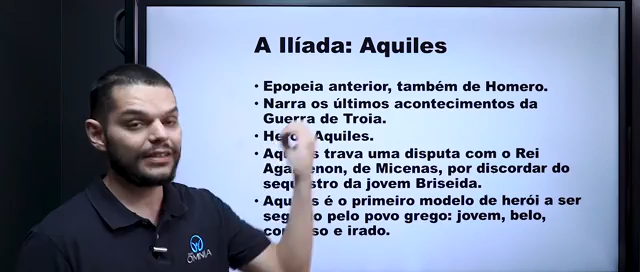 A Ilíada: Aquiles
• Epopeia anterior, também de Homero.
• Narra os últimos acontecimentos da
Guerra de Troia.
• Aquiles.
• trava uma disputa com o Rei
de Micenas, por discordar do
da jovem Briseida.
• é o primeiro modelo de herói a ser
pelo povo grego: jovem, belo,
e irado.
ÔMNIA